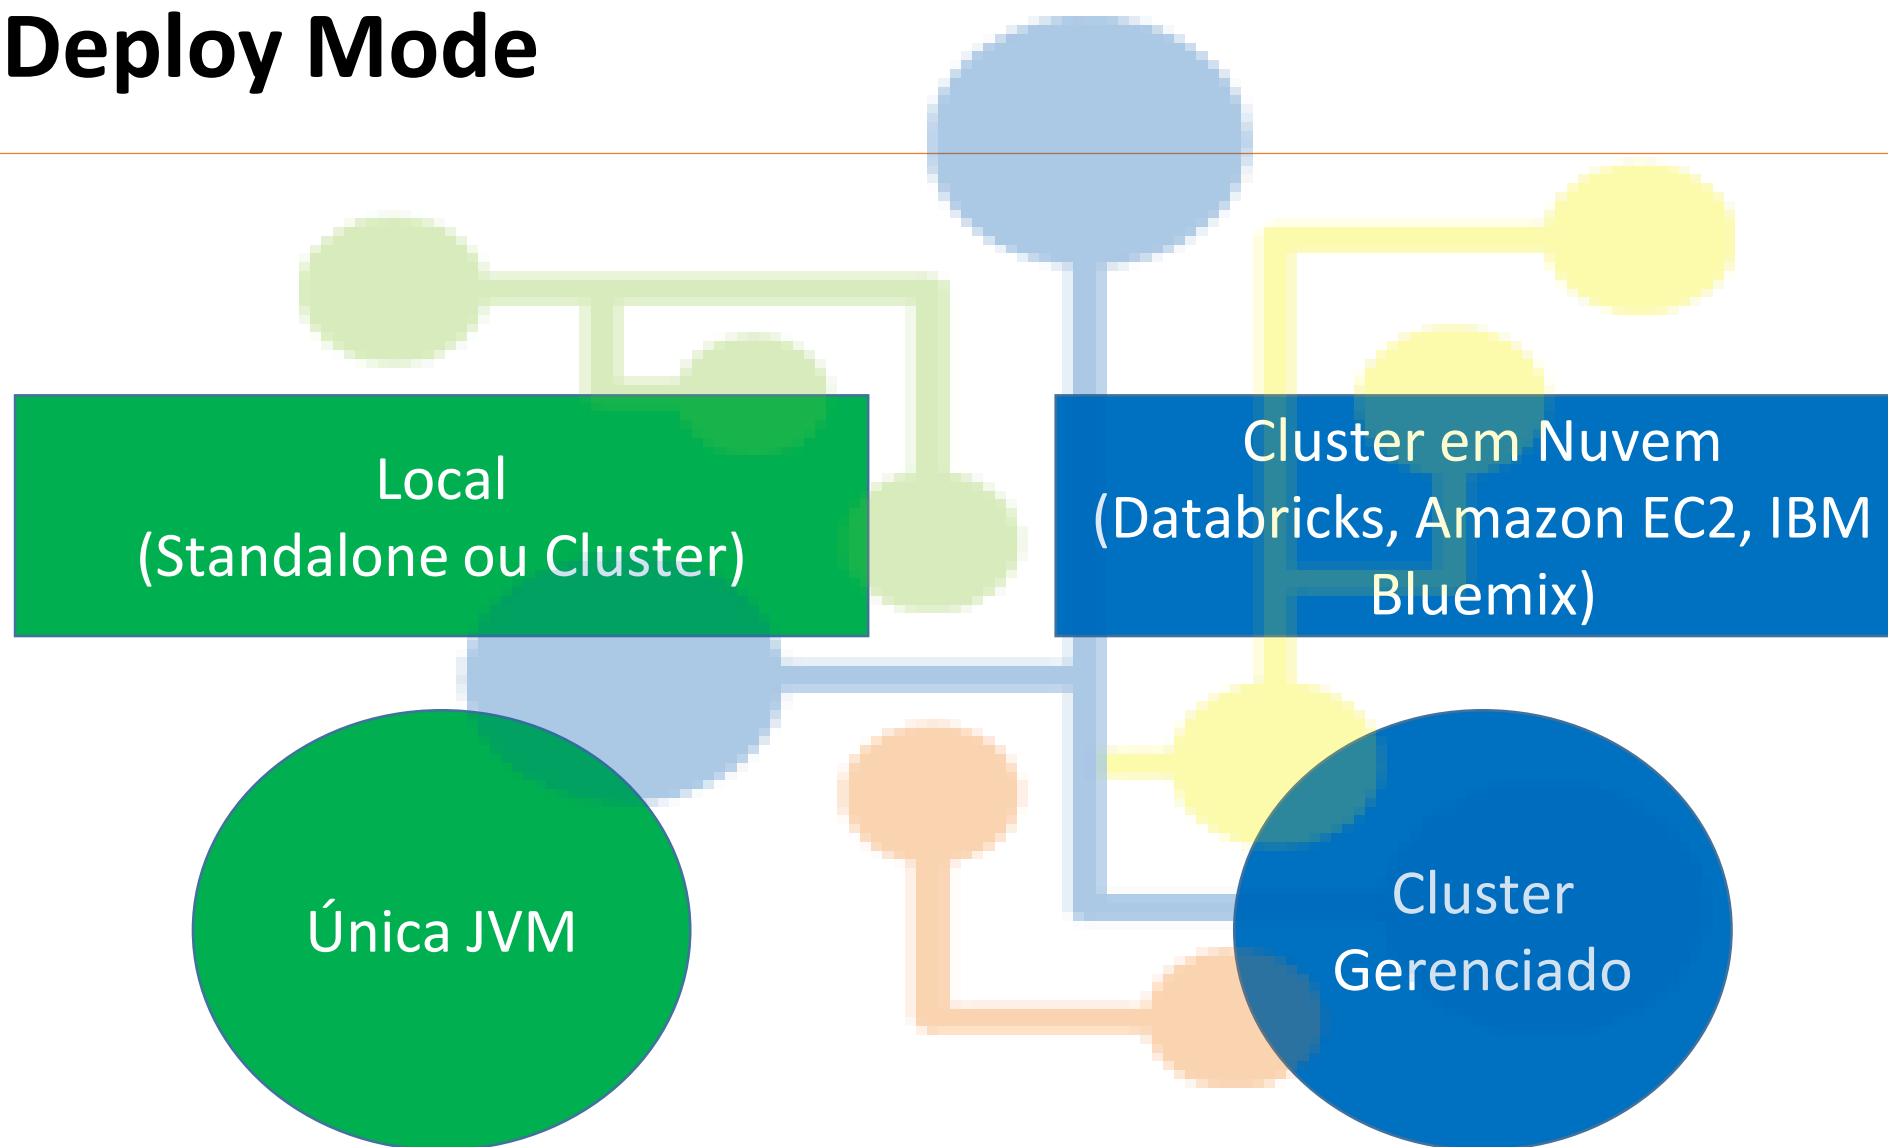 Deploy Mode
Local
(Standalone ou Cluster)
Cluster em Nuvem
(Databricks, Amazon EC2, IBM
Bluemix)
Única JVM
Cluster
Gerenciado